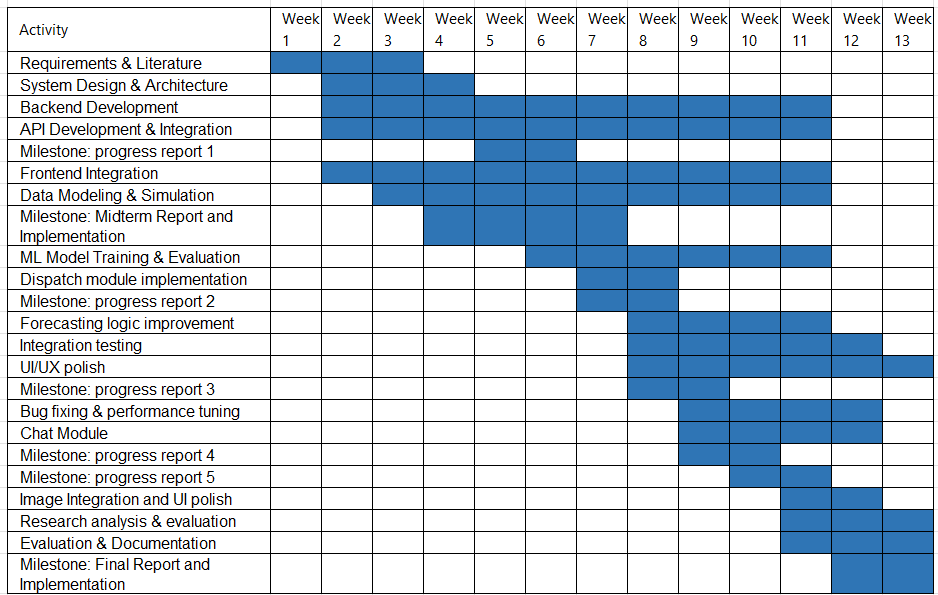 Activity
Week 1
Week 2
Week 3
Week 4
Week 5
Week 6
Week 7
Week 8
Week 9
Week 10
Week 11
Week 12
Week 13
Requirements & Literature
System Design & Architecture
Backend Development
API Development & Integration
Milestone: progress report 1
Frontend Integration
Data Modeling & Simulation
Milestone: Midterm Report and
Implementation
ML Model Training & Evaluation
Dispatch module implementation
Milestone: progress report 2
Forecasting logic improvement
Integration testing
UI/UX polish
Milestone: progress report 3
Bug fixing & performance tuning
Chat Module
Milestone: progress report 4
Milestone: progress report 5
Image Integration and UI polish
Research analysis & evaluation
Evaluation & Documentation
Milestone: Final Report and
Implementation